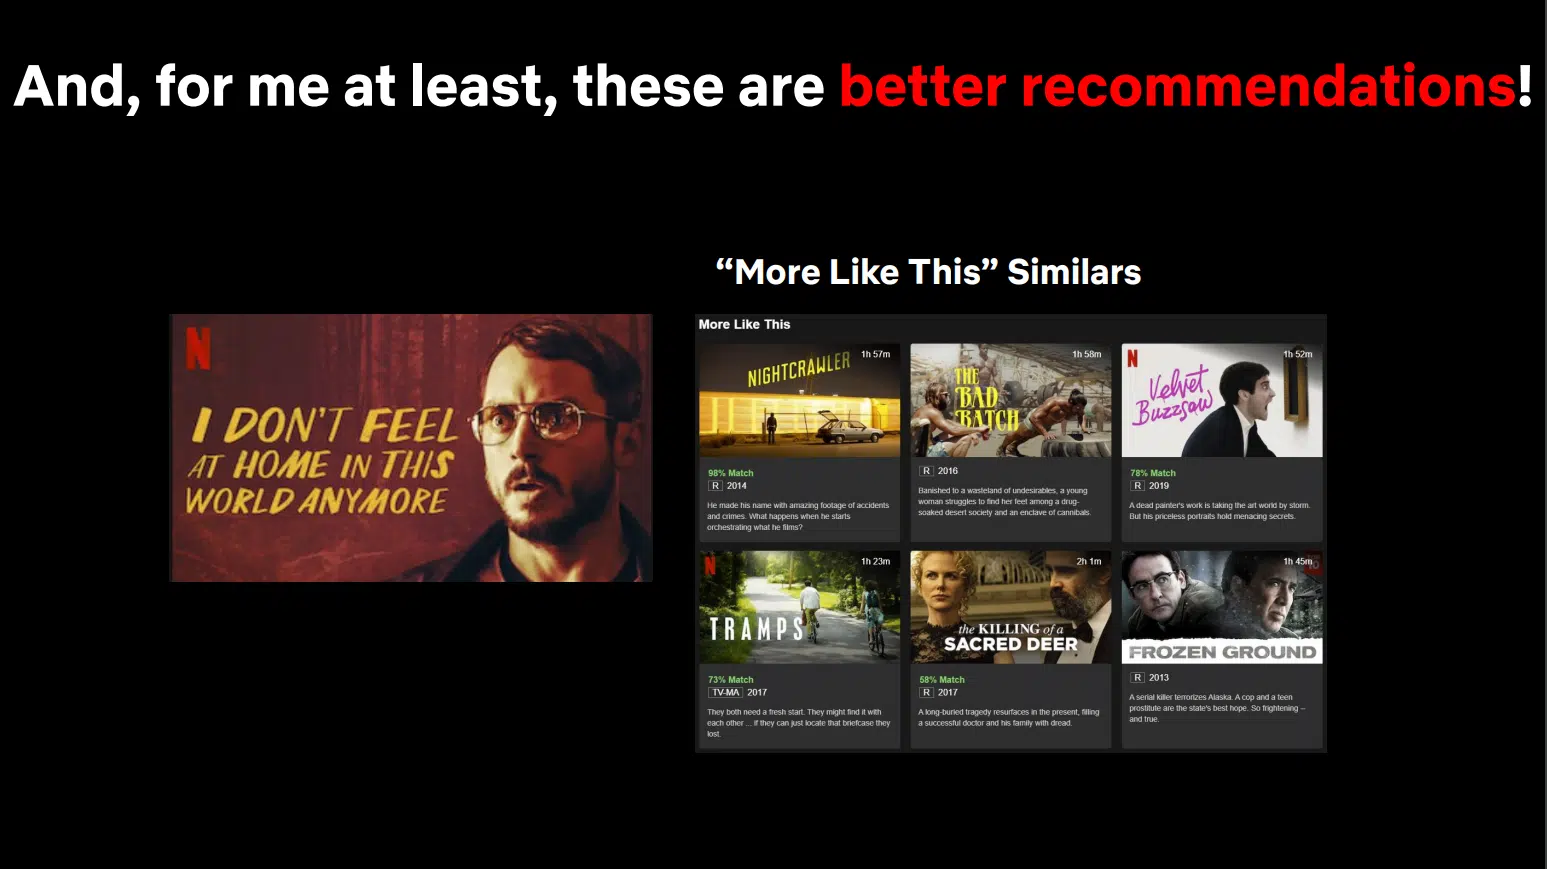 And, for me at least, these are better recommendations!
“More Like This” Similars
N
I DON'T FEEL
AT HOME IN THIS
WORLD ANYMORE
More Like This
NIGHTCRAWLER
1h 57m
98% Match
R 2014
He made his name with amazing footage of accidents
and crimes. What happens when he starts
orchestrating what he films?
THE
BAD
BATCH
1h 58m
R 2016
Banished to a wasteland of undesirables, a young
woman struggles to find her feet among a drug-
soaked desert society and an enclave of cannibals.
N
Velvet
Buzzsaw
1h 52m
78% Match
R 2019
A dead painter's work is taking the art world by storm.
But his priceless portraits hold menacing secrets.
N
1h 23m
TRAMPS
73% Match
TV-MA 2017
They both need a fresh start. They might find it with
each other ... if they can just locate that briefcase they
lost.
2h 1m
the KILLING of a
SACRED DEER
58% Match
R 2017
A long-buried tragedy resurfaces in the present, filling
a successful doctor and his family with dread.
1h 45m
FROZEN GROUND
R 2013
A serial killer terrorizes Alaska. A cop and a teen
prostitute are the state's best hope. So frightening --
and true.